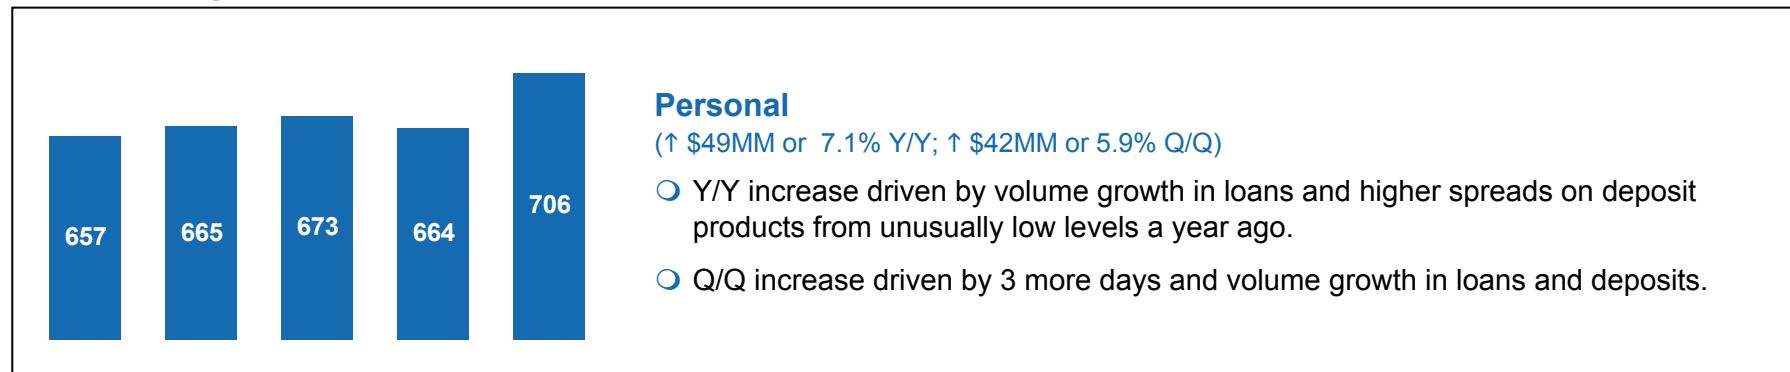 657
665
673
664
706
Personal
(↑ $49MM or 7.1% Y/Y; ↑ $42MM or 5.9% Q/Q)
Y/Y increase driven by volume growth in loans and higher spreads on deposit
products from unusually low levels a year ago.
Q/Q increase driven by 3 more days and volume growth in loans and deposits.